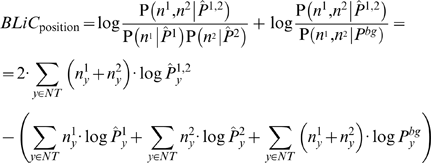 BLiC_position = log P(n^1,n^2|P̂^{1,2}) / P(n^1|P̂^1)P(n^2|P̂^2) + log P(n^1,n^2|P̂^{1,2}) / P(n^1,n^2|P^{bg}) =
= 2·∑_{y∈NT} (n_y^1+n_y^2)·log P̂_y^{1,2}
−(∑_{y∈NT} n_y^1·log P̂_y^1 + ∑_{y∈NT} n_y^2·log P̂_y^2 + ∑_{y∈NT} (n_y^1+n_y^2)·log P_y^{bg})